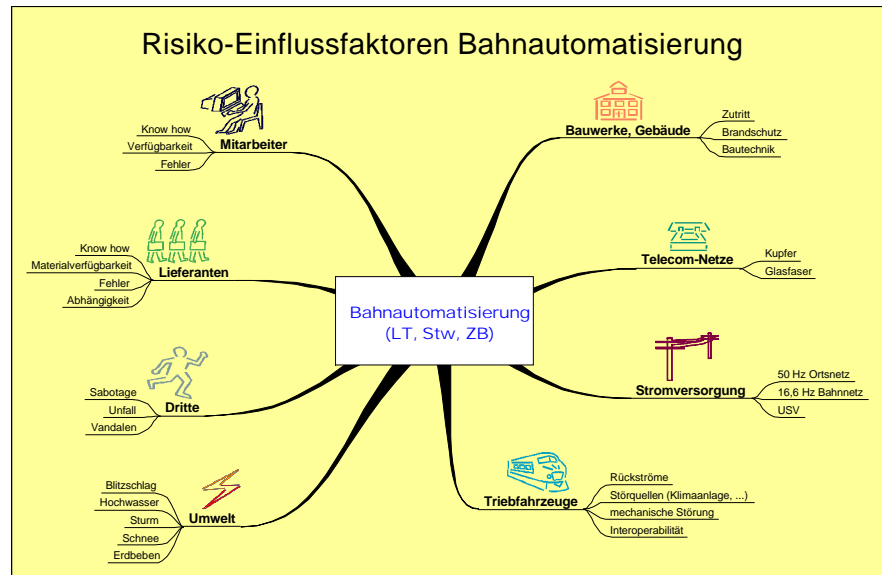 Risiko-Einflussfaktoren Bahnautomatisierung
Know how
Verfügbarkeit
Fehler
Mitarbeiter
Know how
Materialverfügbarkeit
Fehler
Abhängigkeit
Lieferanten
Sabotage
Unfall
Vandalen
Dritte
Blitzschlag
Hochwasser
Sturm
Schnee
Erdbeben
Umwelt
Bahnautomatisierung
(LT, Stw, ZB)
Bauwerke, Gebäude
Zutritt
Brandschutz
Bautechnik
Telecom-Netze
Kupfer
Glasfaser
Stromversorgung
50 Hz Ortsnetz
16,6 Hz Bahnnetz
USV
Triebfahrzeuge
Rückströme
Störquellen (Klimaanlage, ...)
mechanische Störung
Interoperabilität